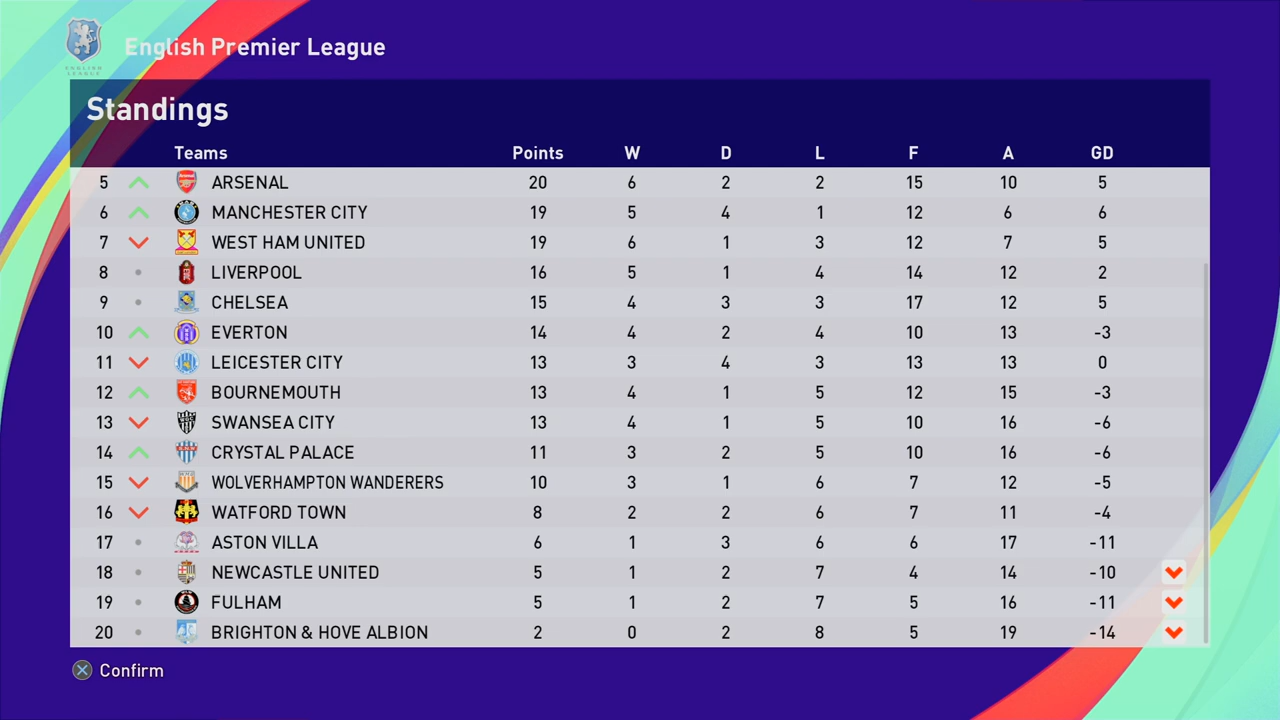 English Premier League
ENGLISH LEAGUE
Standings
Teams Points W D L F A GD
5 ARSENAL 20 6 2 2 15 10 5
6 MANCHESTER CITY 19 5 4 1 12 6 6
7 WEST HAM UNITED 19 6 1 3 12 7 5
8 LIVERPOOL 16 5 1 4 14 12 2
9 CHELSEA 15 4 3 3 17 12 5
10 EVERTON 14 4 2 4 10 13 -3
11 LEICESTER CITY 13 3 4 3 13 13 0
12 BOURNEMOUTH 13 4 1 5 12 15 -3
13 SWANSEA CITY 13 4 1 5 10 16 -6
14 CRYSTAL PALACE 11 3 2 5 10 16 -6
15 WOLVERHAMPTON WANDERERS 10 3 1 6 7 12 -5
16 WATFORD TOWN 8 2 2 6 7 11 -4
17 ASTON VILLA 6 1 3 6 6 17 -11
18 NEWCASTLE UNITED 5 1 2 7 4 14 -10
19 FULHAM 5 1 2 7 5 16 -11
20 BRIGHTON & HOVE ALBION 2 0 2 8 5 19 -14
Confirm